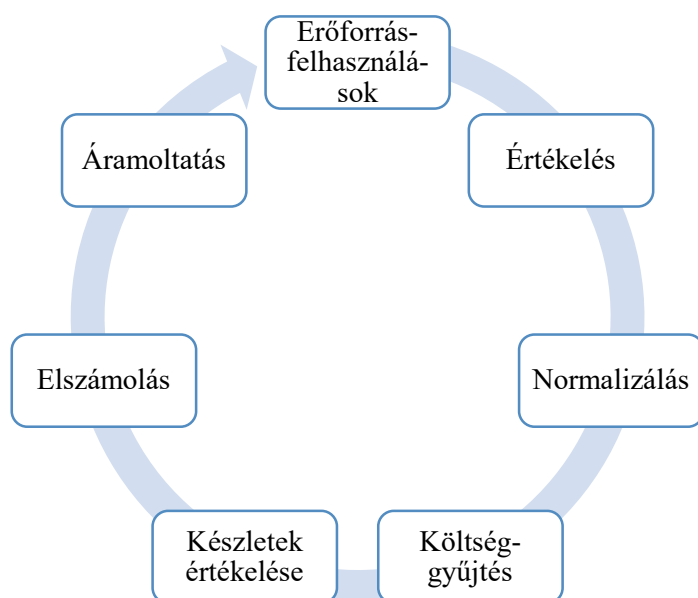 Erőforrás-
felhasználá-
sok
Értékelés
Normalizálás
Költség-
gyűjtés
Készletek
értékelése
Elszámolás
Áramoltatás